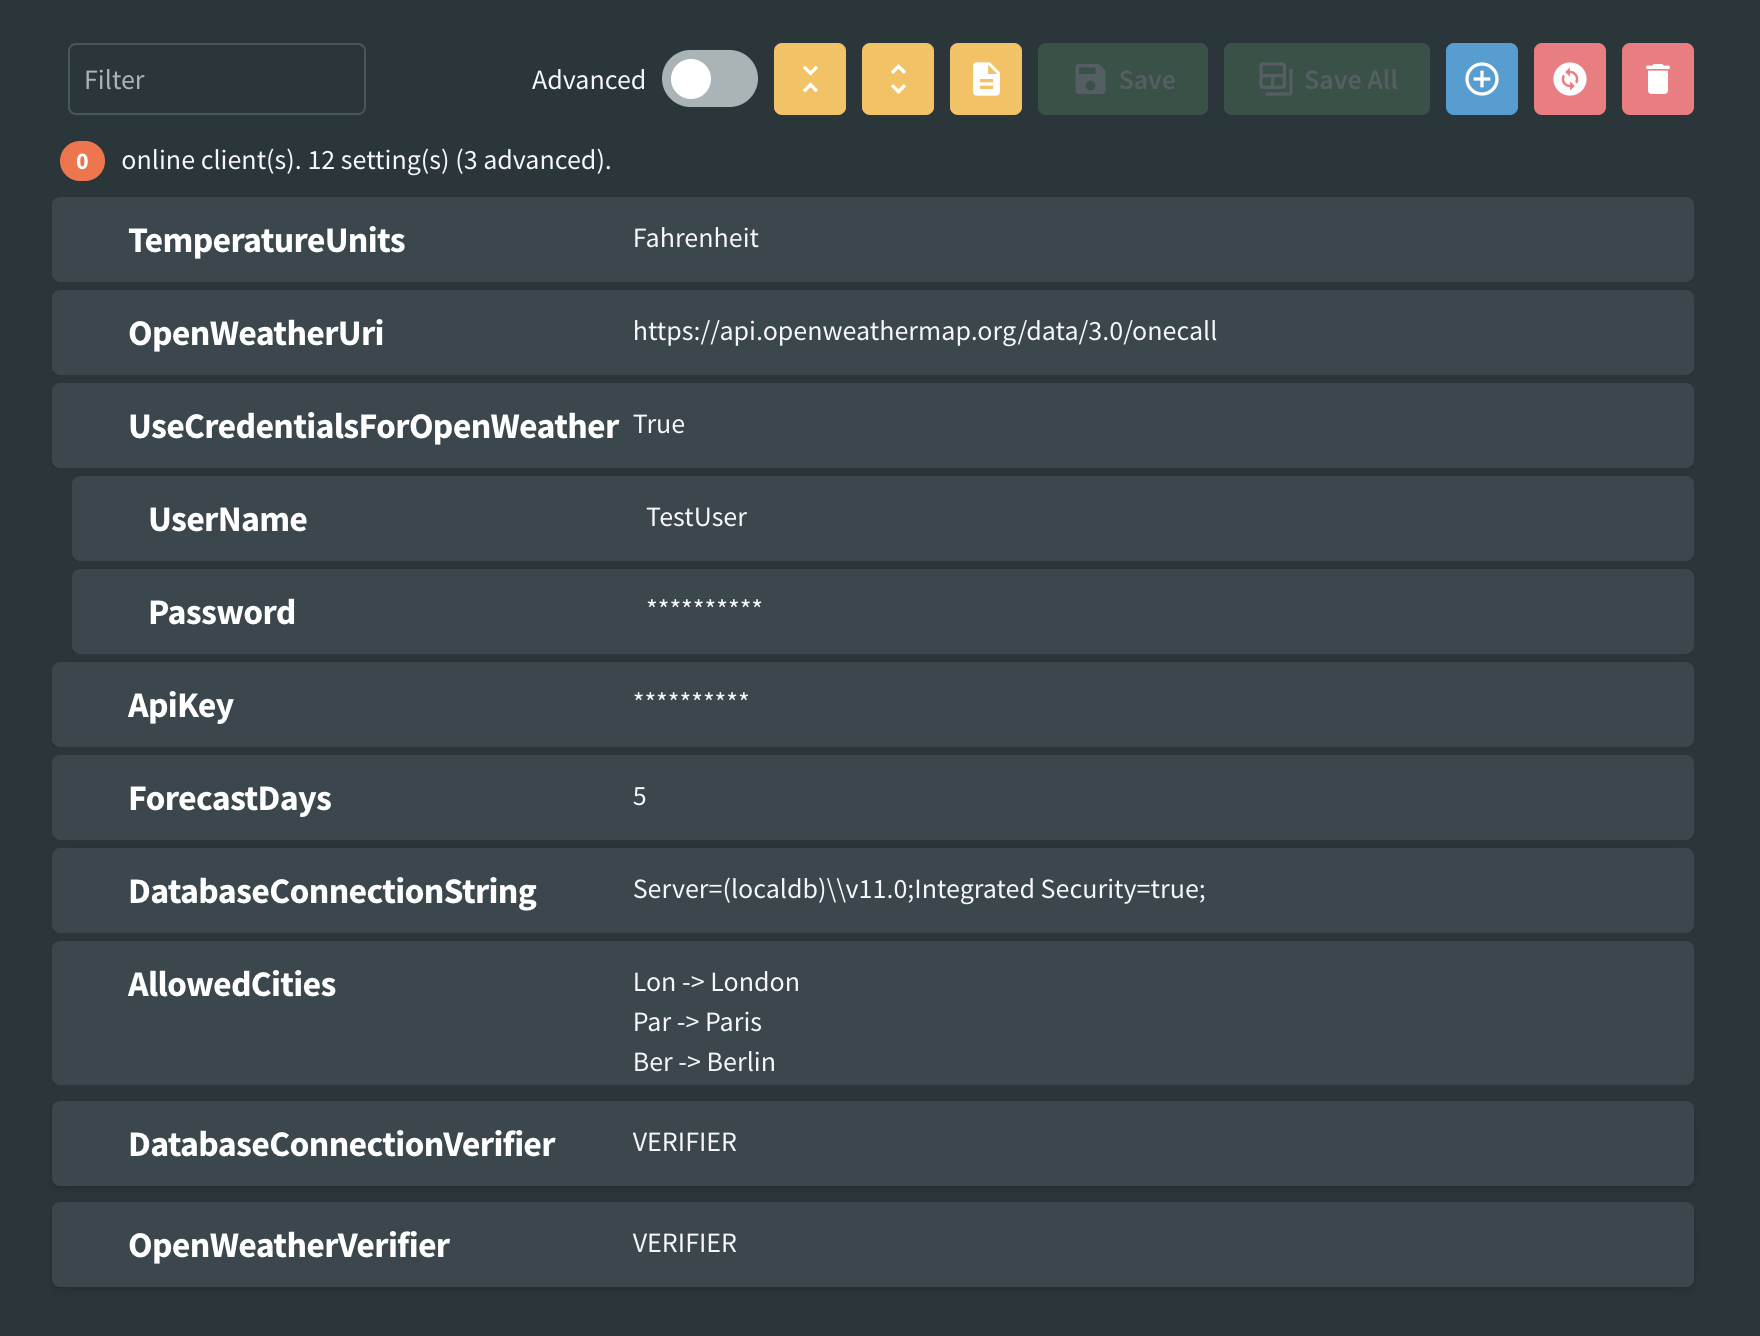 Filter
Advanced
Save
Save All
0 online client(s). 12 setting(s) (3 advanced).
TemperatureUnits Fahrenheit
OpenWeatherUri https://api.openweathermap.org/data/3.0/onecall
UseCredentialsForOpenWeather True
UserName TestUser
Password **********
ApiKey **********
ForecastDays 5
DatabaseConnectionString Server=(localdb)\\v11.0;Integrated Security=true;
AllowedCities Lon -> London
Par -> Paris
Ber -> Berlin
DatabaseConnectionVerifier VERIFIER
OpenWeatherVerifier VERIFIER